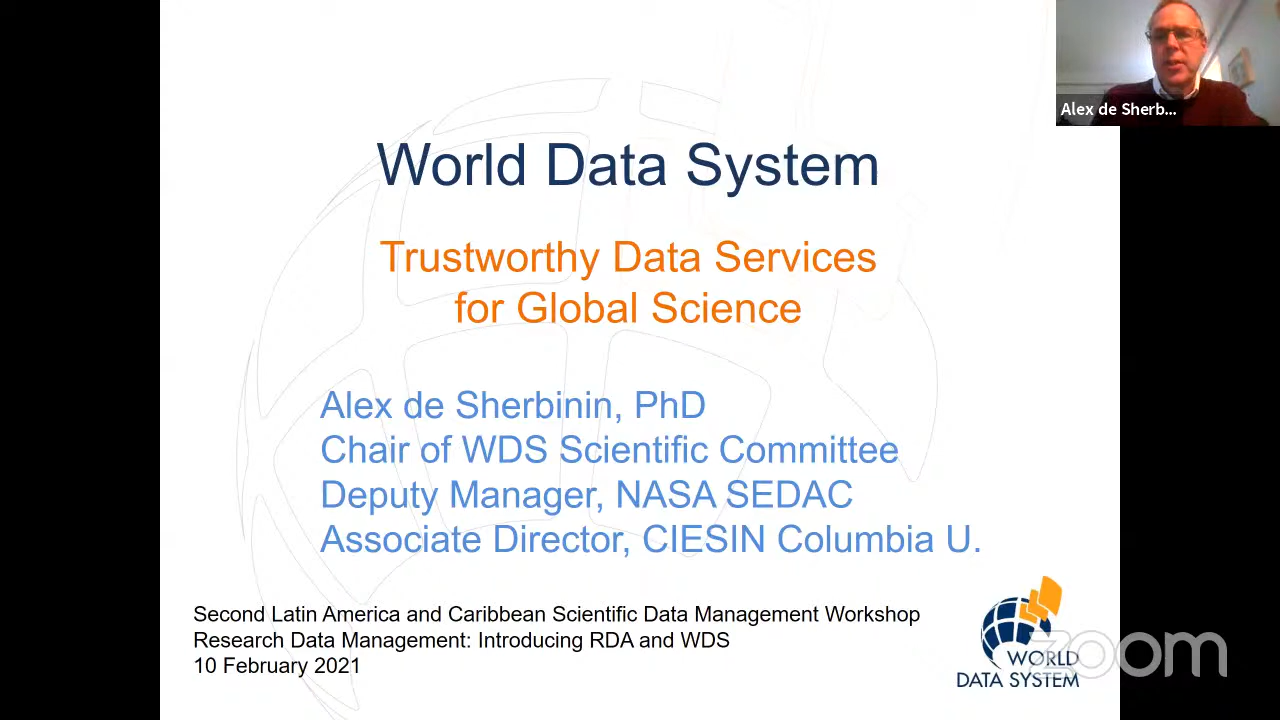 World Data System
Trustworthy Data Services
for Global Science
Alex de Sherbinin, PhD
Chair of WDS Scientific Committee
Deputy Manager, NASA SEDAC
Associate Director, CIESIN Columbia U.
Second Latin America and Caribbean Scientific Data Management Workshop
Research Data Management: Introducing RDA and WDS
10 February 2021
WORLD
DATA SYSTEM
zoom
Alex de Sherb...